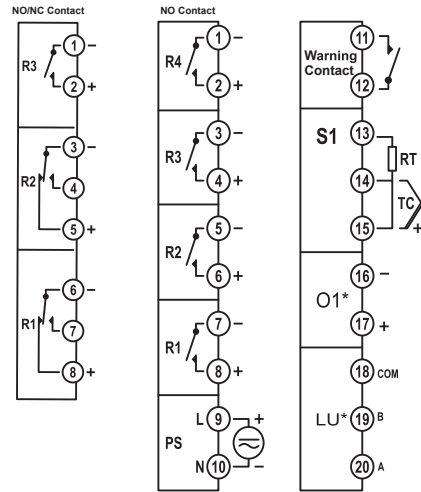 NO/NC Contact
R3
1 −
2 +
R2
3 −
4
5 +
R1
6 −
7
8 +
NO Contact
R4
1 −
2 +
R3
3 −
4 +
R2
5 −
6 +
R1
7 −
8 +
PS
L 9 +
N 10 −
Warning
Contact
11
12
S1
13
RT
14
TC
15 +
O1*
16 −
17 +
LU*
18 COM
19 B
20 A